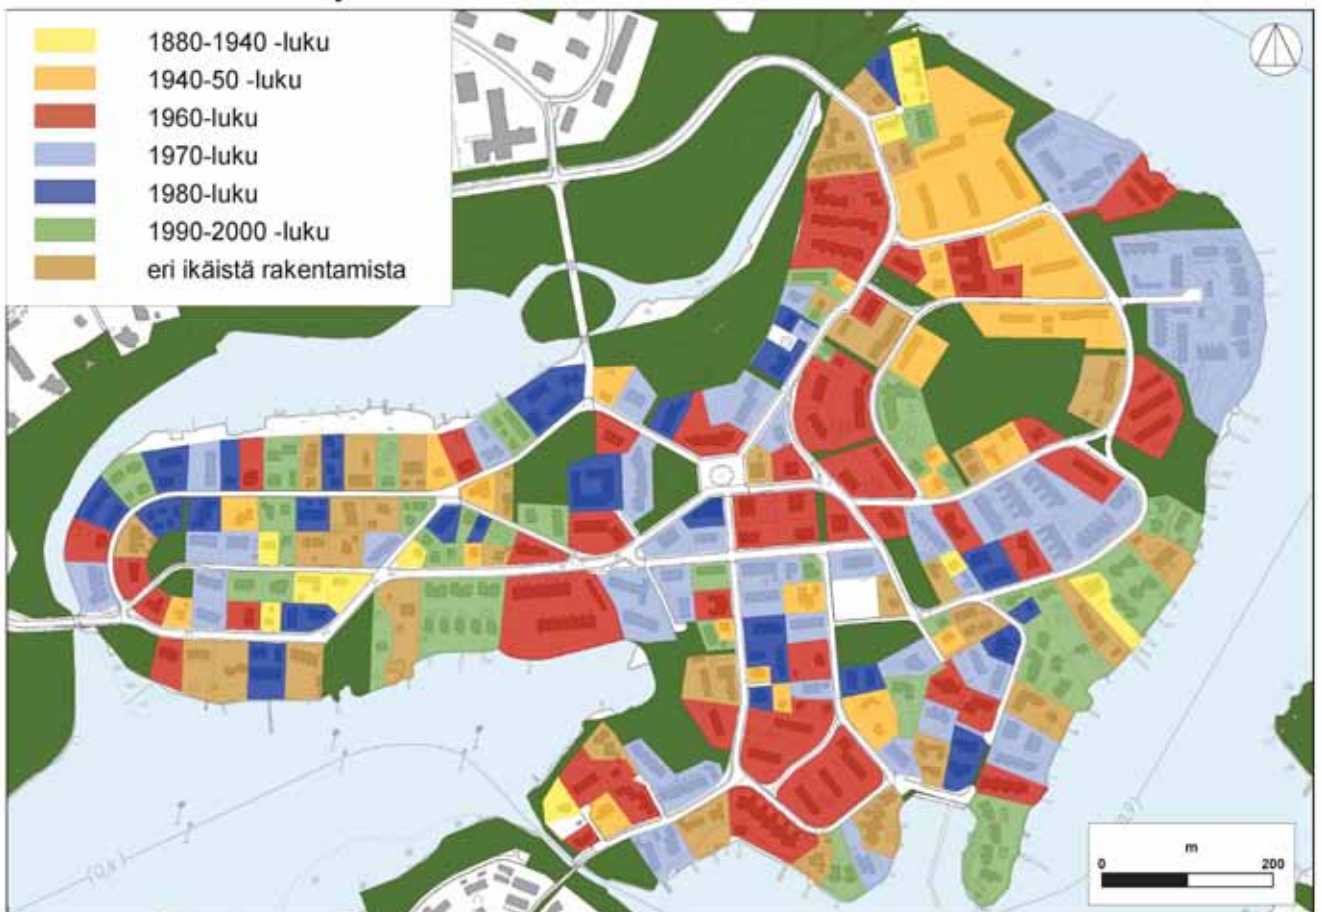 1880-1940 -luku
1940-50 -luku
1960-luku
1970-luku
1980-luku
1990-2000 -luku
eri ikäistä rakentamista
m
0 200